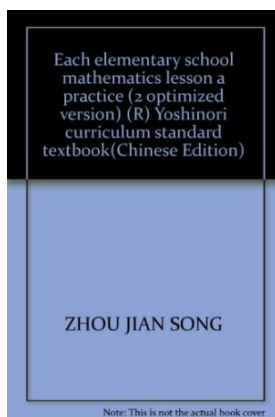 Each elementary school
mathematics lesson a
practice (2 optimized
version) (R) Yoshinori
curriculum standard
textbook(Chinese Edition)
ZHOU JIAN SONG
Note: This is not the actual book cover